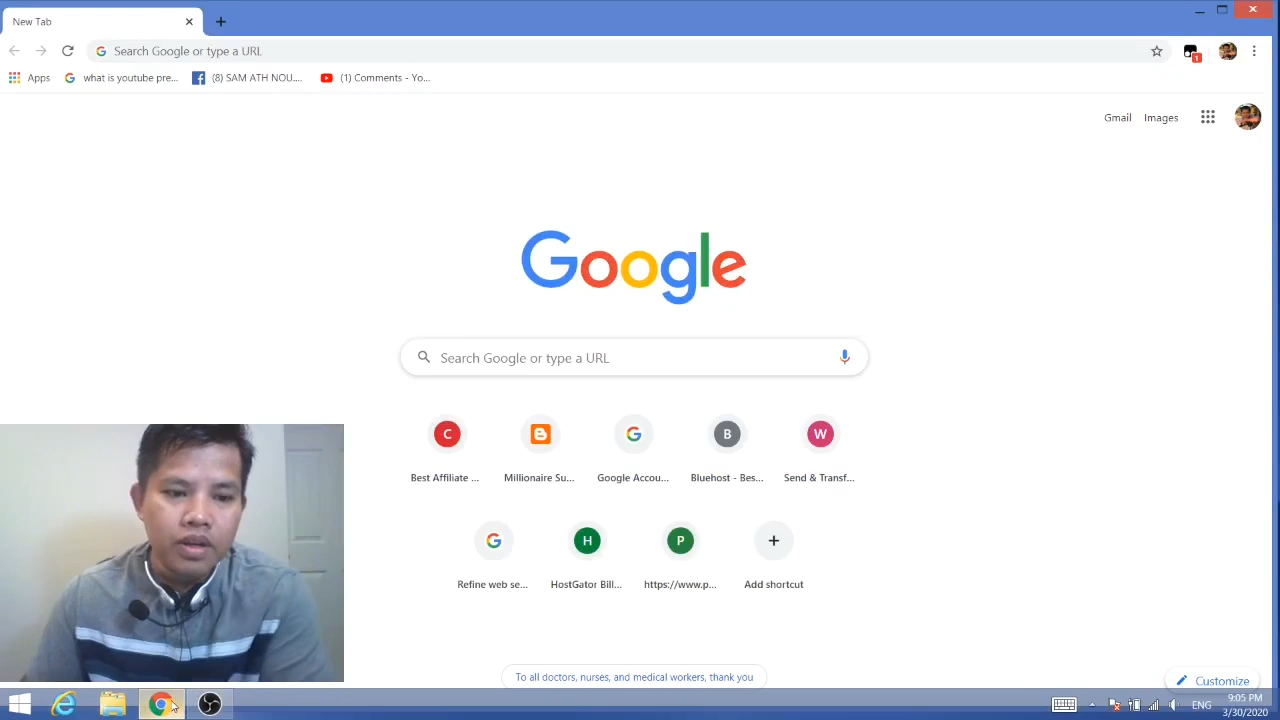 New Tab
Search Google or type a URL
Apps
what is youtube pre...
(8) SAM ATH NOU....
(1) Comments - Yo...
1
Gmail
Images
Google
Search Google or type a URL
C
B
W
Best Affiliate ...
Millionaire Su...
Google Accou...
Bluehost - Bes...
Send & Transf...
H
P
Refine web se...
HostGator Bill...
https://www.p...
Add shortcut
To all doctors, nurses, and medical workers, thank you
Customize
ENG
9:05 PM
3/30/2020